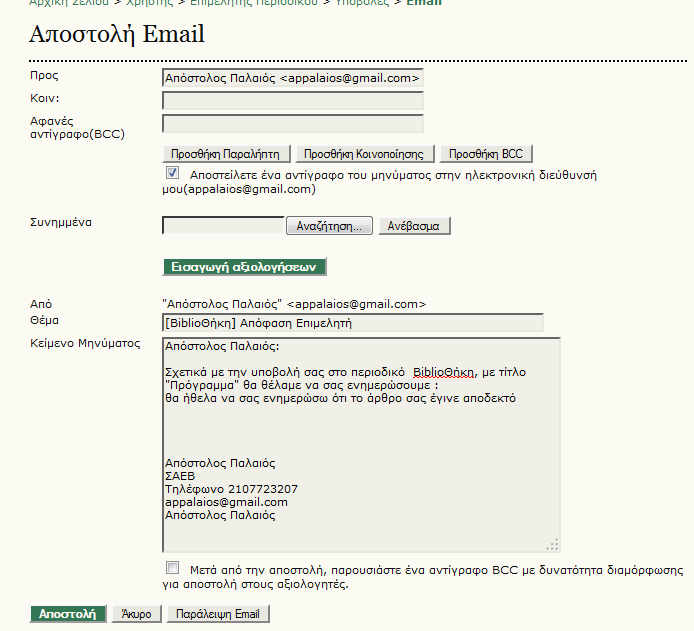 Αρχική Σελίδα > Χρήστης > Επιμελητής Περιοδικού > Υποβολές > Email
Αποστολή Email
Προς
Απόστολος Παλαιός <appalaios@gmail.com>
Κοιν:
Αφανές
αντίγραφο(BCC)
Προσθήκη Παραλήπτη Προσθήκη Κοινοποίησης Προσθήκη BCC
Αποστείλετε ένα αντίγραφο του μηνύματος στην ηλεκτρονική διεύθυνσή
μου(appalaios@gmail.com)
Συνημμένα
Αναζήτηση... Ανέβασμα
Εισαγωγή αξιολογήσεων
Από "Απόστολος Παλαιός" <appalaios@gmail.com>
Θέμα [BiblioΘήκη] Απόφαση Επιμελητή
Κείμενο Μηνύματος
Απόστολος Παλαιός:
Σχετικά με την υποβολή σας στο περιοδικό BiblioΘήκη, με τίτλο
"Πρόγραμμα" θα θέλαμε να σας ενημερώσουμε :
θα ήθελα να σας ενημερώσω ότι το άρθρο σας έγινε αποδεκτό
Απόστολος Παλαιός
ΣΑΕΒ
Τηλέφωνο 2107723207
appalaios@gmail.com
Απόστολος Παλαιός
Μετά από την αποστολή, παρουσιάστε ένα αντίγραφο BCC με δυνατότητα διαμόρφωσης
για αποστολή στους αξιολογητές.
Αποστολή Άκυρο Παράλειψη Email